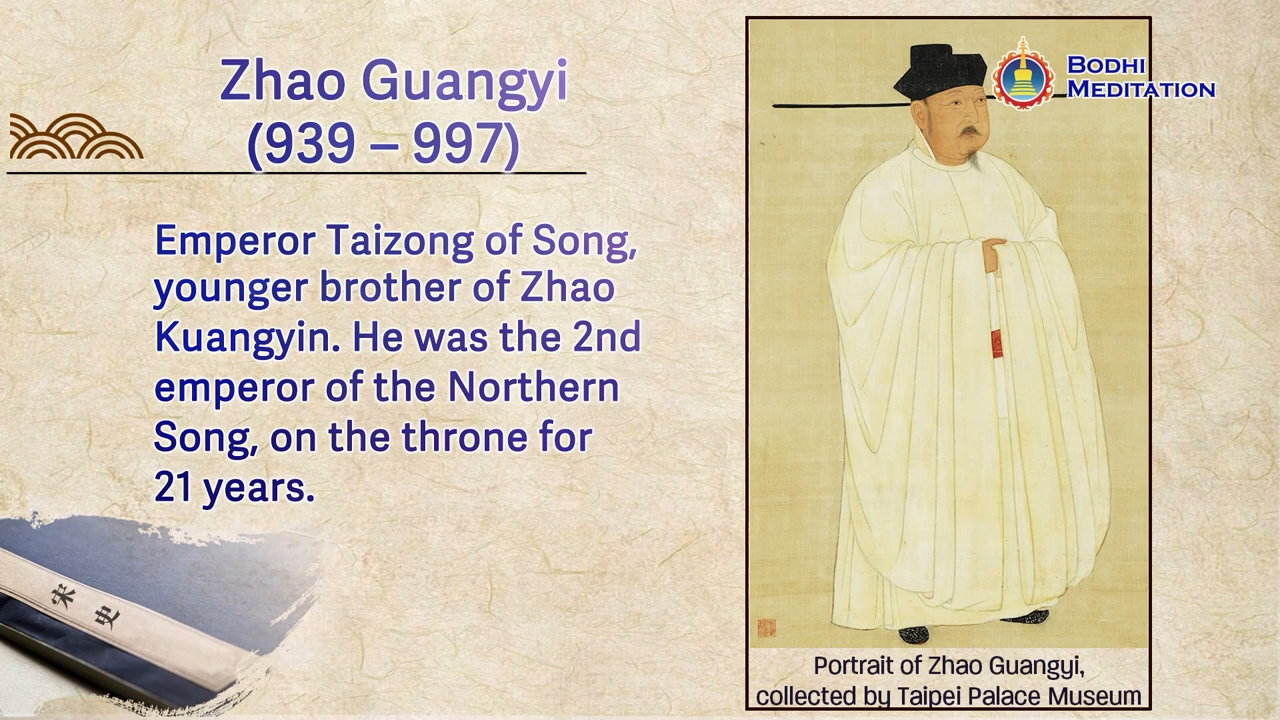 Zhao Guangyi
(939 – 997)
Emperor Taizong of Song,
younger brother of Zhao
Kuangyin. He was the 2nd
emperor of the Northern
Song, on the throne for
21 years.
宋史
BODHI
MEDITATION
Portrait of Zhao Guangyi,
collected by Taipei Palace Museum